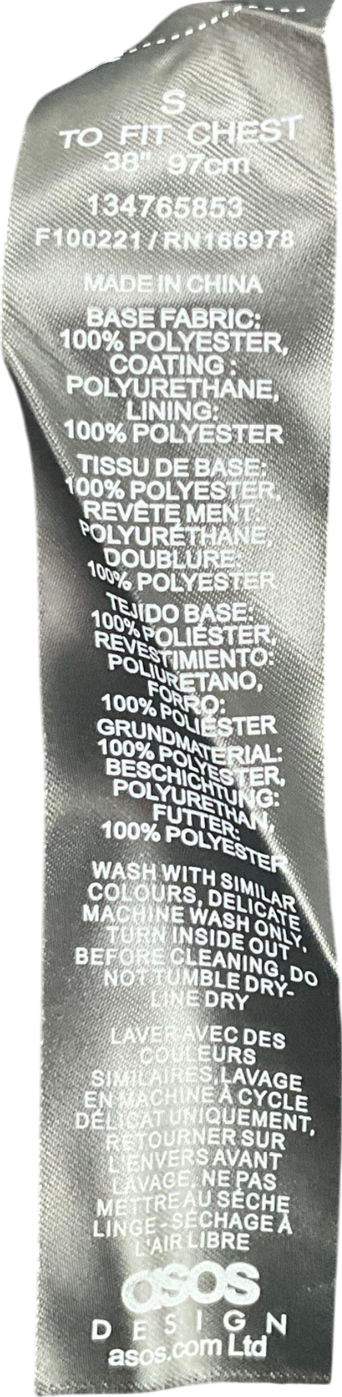 S
TO FIT CHEST
38" 97cm
134765853
F100221/RN166978
MADE IN CHINA
BASE FABRIC:
100% POLYESTER,
COATING :
POLYURETHANE,
LINING:
100% POLYESTER
TISSU DE BASE:
100% POLYESTER,
REVÊTE MENT,
POLYURÉTHANE,
DOUBLURE:
100% POLYESTER
TEJIDO BASE:
100% POLIÉSTER,
REVESTIMIENTO:
POLIURETANO,
FORRO:
100% POLIÉSTER
GRUNDMATERIAL:
100% POLYESTER,
BESCHICHTUNG:
POLYURETHAN,
FUTTER:
100% POLYESTER
WASH WITH SIMILAR
COLOURS, DELICATE
MACHINE WASH ONLY,
TURN INSIDE OUT
BEFORE CLEANING, DO
NOT TUMBLE DRY-
LINE DRY
LAVER AVEC DES
COULEURS
SIMILAIRES, LAVAGE
EN MACHINE À CYCLE
DÉLICAT UNIQUEMENT,
RETOURNER SUR
L'ENVERS AVANT
LAVAGE, NE PAS
METTRE AU SÈCHE
LINGE-SÉCHAGE À
L'AIR LIBRE
asos
DESIGN
asos.com Ltd